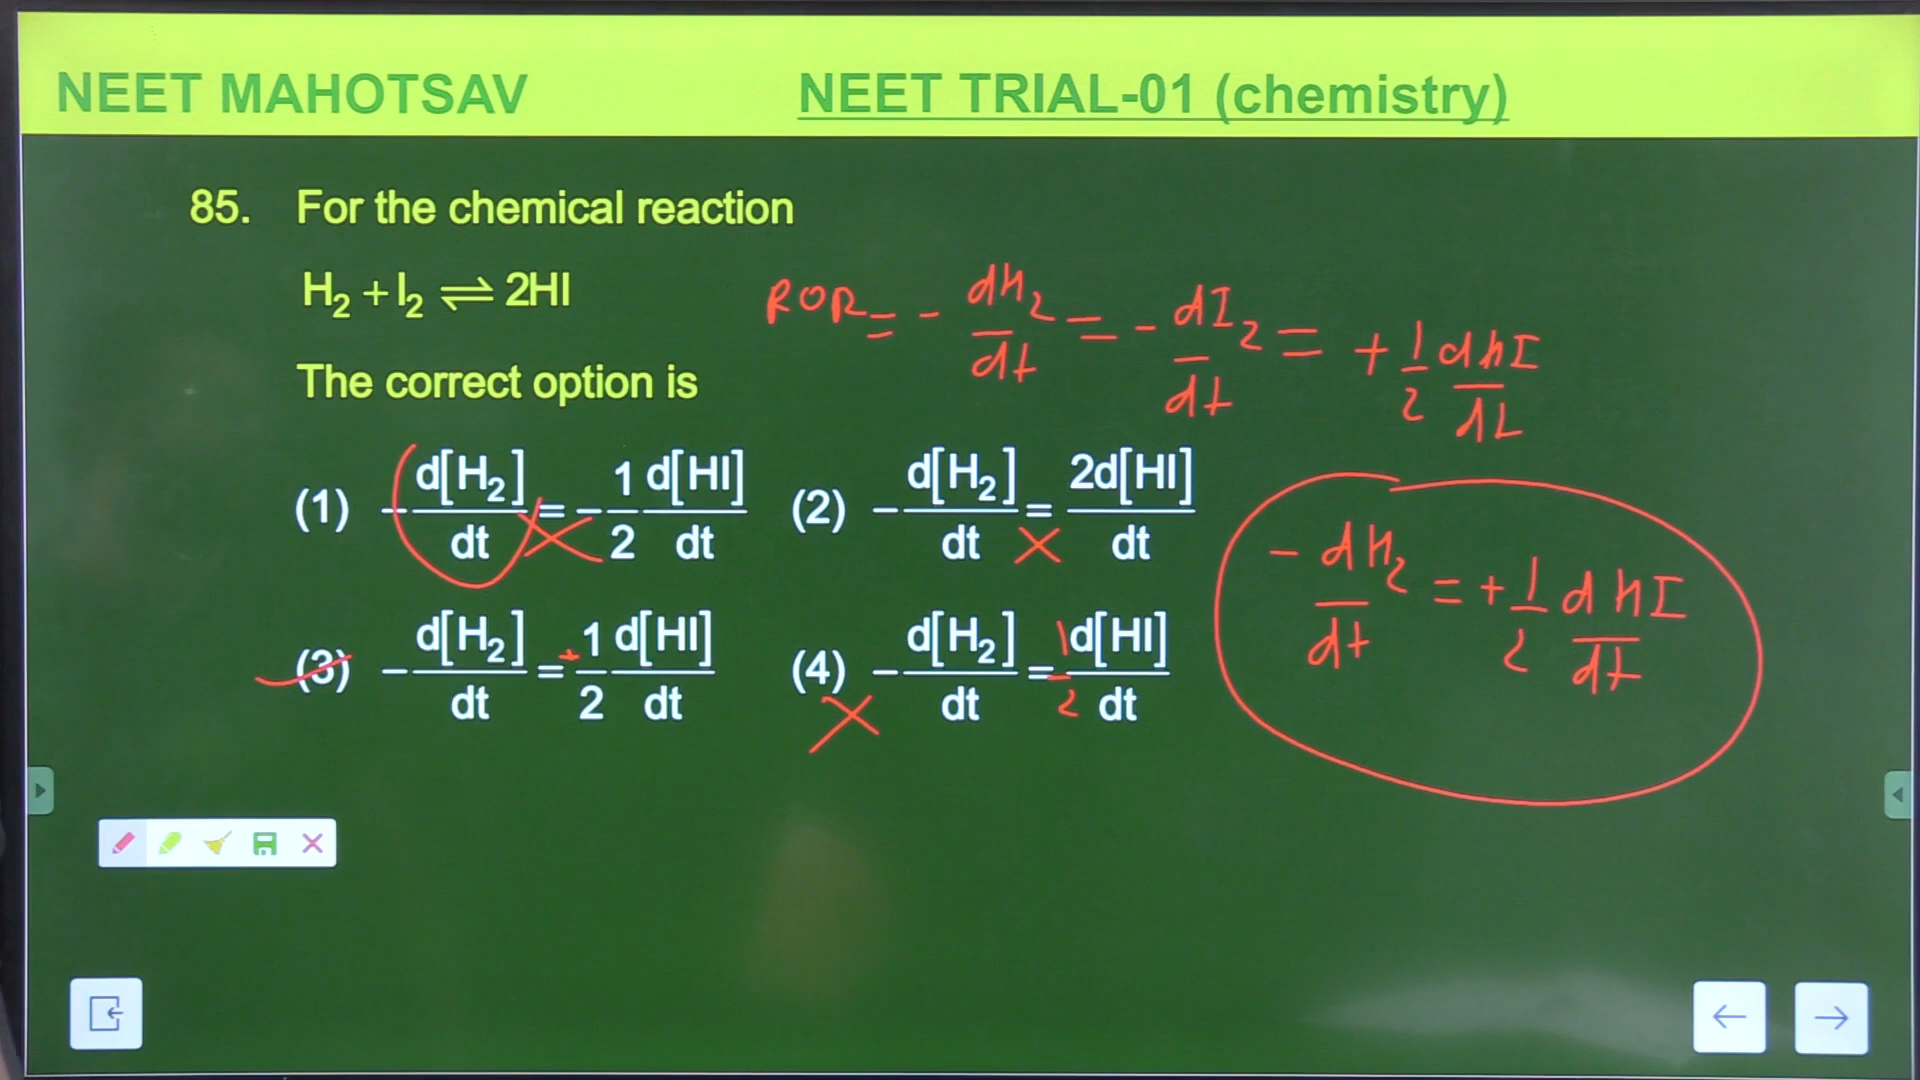 NEET MAHOTSAV NEET TRIAL-01 (chemistry)
85. For the chemical reaction
H₂ + I₂ ⇌ 2HI
ROR = - dH₂/dt = - dI₂/dt = + 1/2 dhI/dt
The correct option is
(1) - d[H₂]/dt = - 1/2 d[HI]/dt (2) - d[H₂]/dt = 2d[HI]/dt
- dH₂/dt = + 1/2 dhI/dt
(3) - d[H₂]/dt = + 1/2 d[HI]/dt (4) - d[H₂]/dt = 1/2 d[HI]/dt